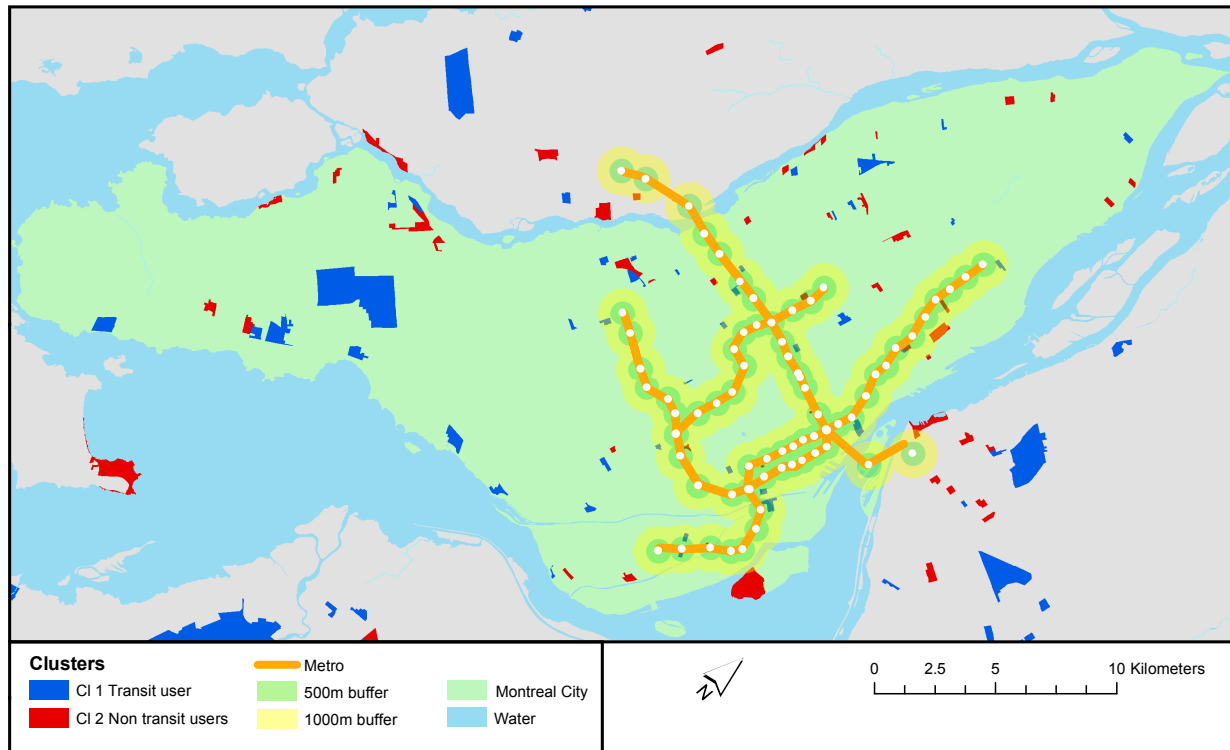 Clusters
Cl 1 Transit user
Cl 2 Non transit users
Metro
500m buffer
1000m buffer
Montreal City
Water
N
0 2.5 5 10 Kilometers